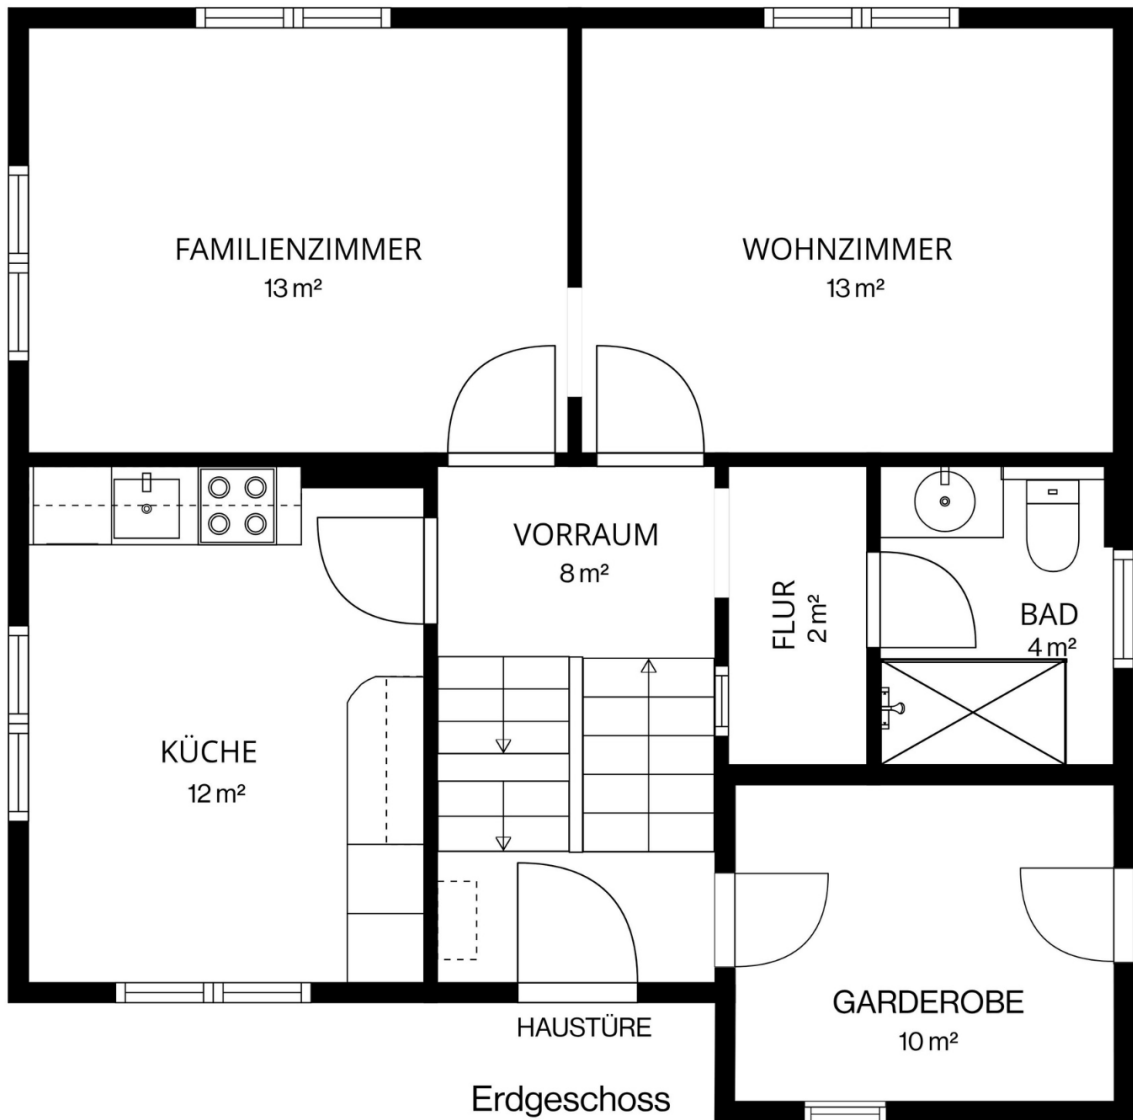 FAMILIENZIMMER
13 m²
WOHNZIMMER
13 m²
VORRAUM
8 m²
FLUR
2 m²
BAD
4 m²
KÜCHE
12 m²
GARDEROBE
10 m²
HAUSTÜRE
Erdgeschoss